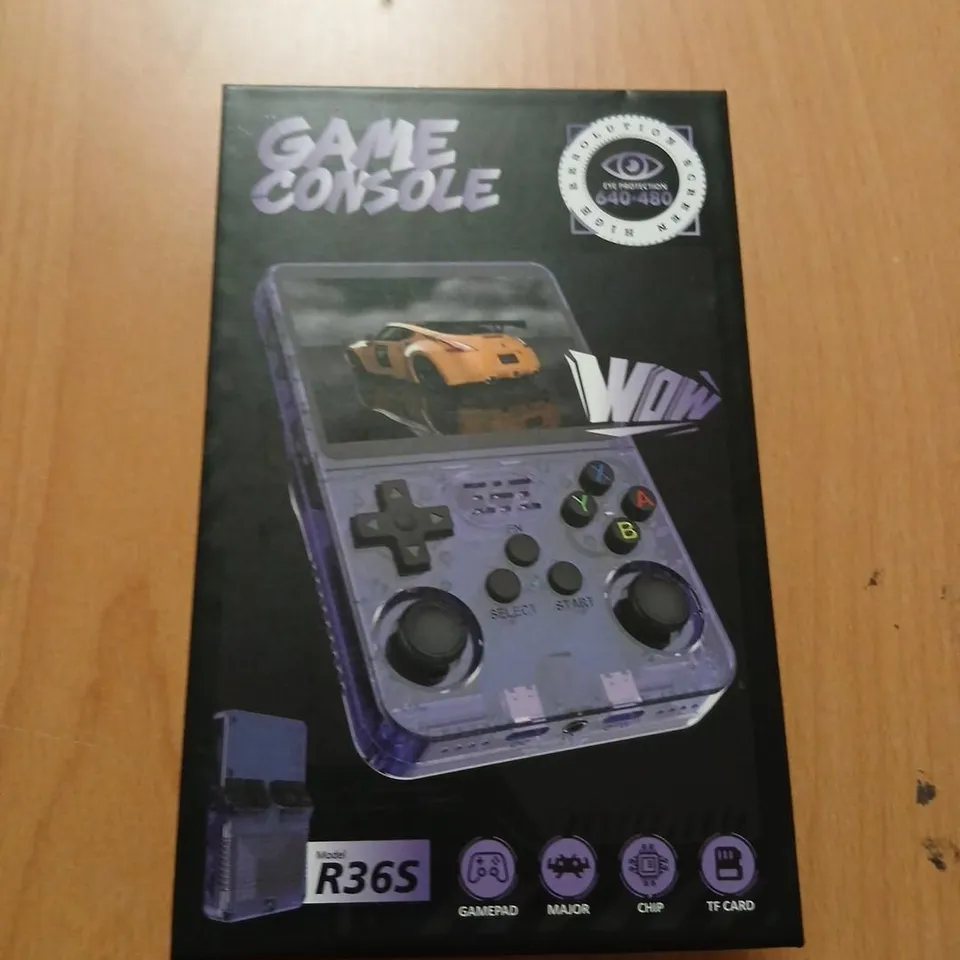 GAME
CONSOLE
HIGH RESOLUTION SCREEN
EYE PROTECTION
640*480
WOW
X
Y
A
B
FN
SELECT
START
Model
R36S
GAMEPAD
MAJOR
CHIP
TF CARD